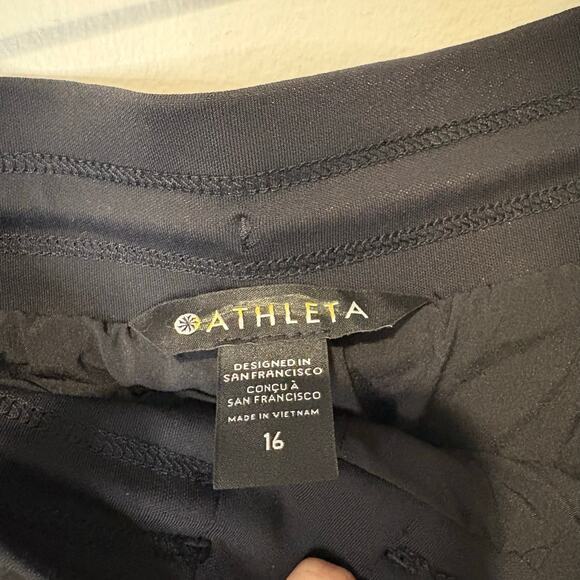 ATHLETA
DESIGNED IN
SAN FRANCISCO
CONÇU À
SAN FRANCISCO
MADE IN VIETNAM
16